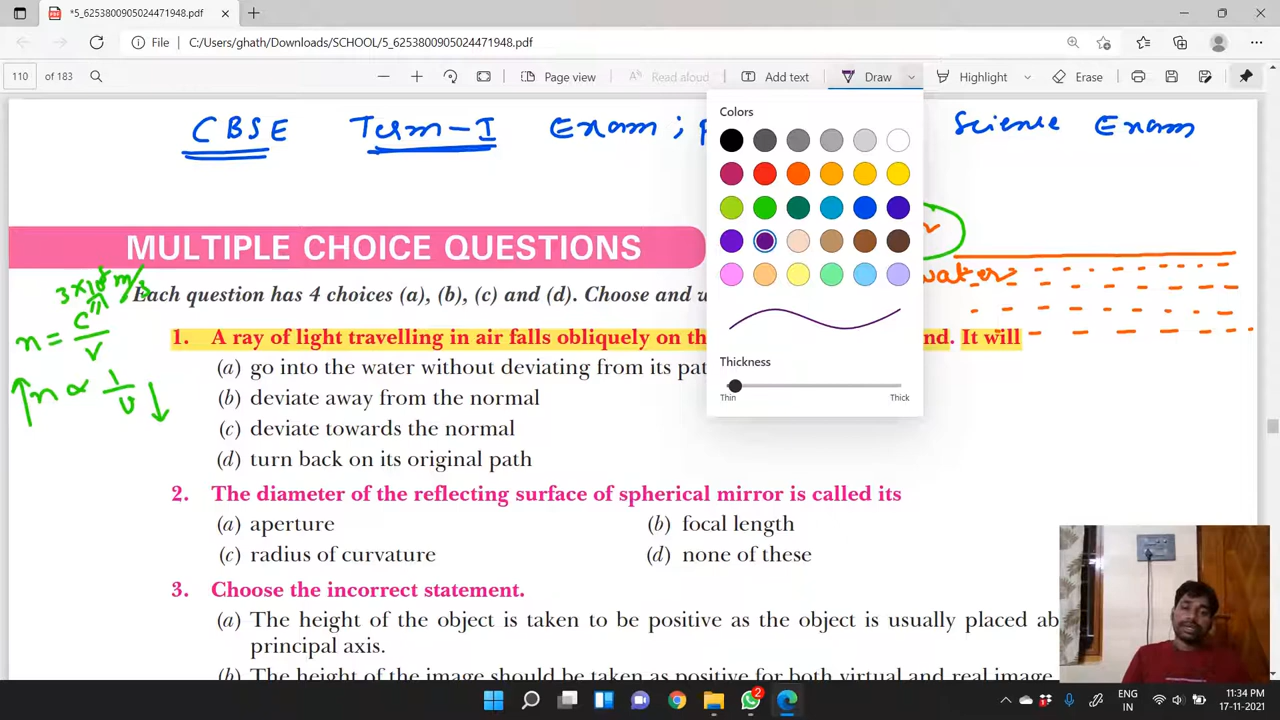 *5_6253800905024471948.pdf
File C:/Users/ghath/Downloads/SCHOOL/5_6253800905024471948.pdf
110 of 183 Page view Read aloud Add text Draw Highlight Erase
CBSE Term-I Exam; Science Exam
Colors
MULTIPLE CHOICE QUESTIONS
water
3×10⁸ m/s
Each question has 4 choices (a), (b), (c) and (d). Choose and
n = c/v
1. A ray of light travelling in air falls obliquely on th nd. It will
(a) go into the water without deviating from its pat
Thickness
n ∝ 1/v
Thin Thick
(b) deviate away from the normal
(c) deviate towards the normal
(d) turn back on its original path
2. The diameter of the reflecting surface of spherical mirror is called its
(a) aperture (b) focal length
(c) radius of curvature (d) none of these
3. Choose the incorrect statement.
(a) The height of the object is taken to be positive as the object is usually placed ab
principal axis.
(b) The height of the image should be taken as positive for both virtual and real image
2
ENG
IN
11:34 PM
17-11-2021